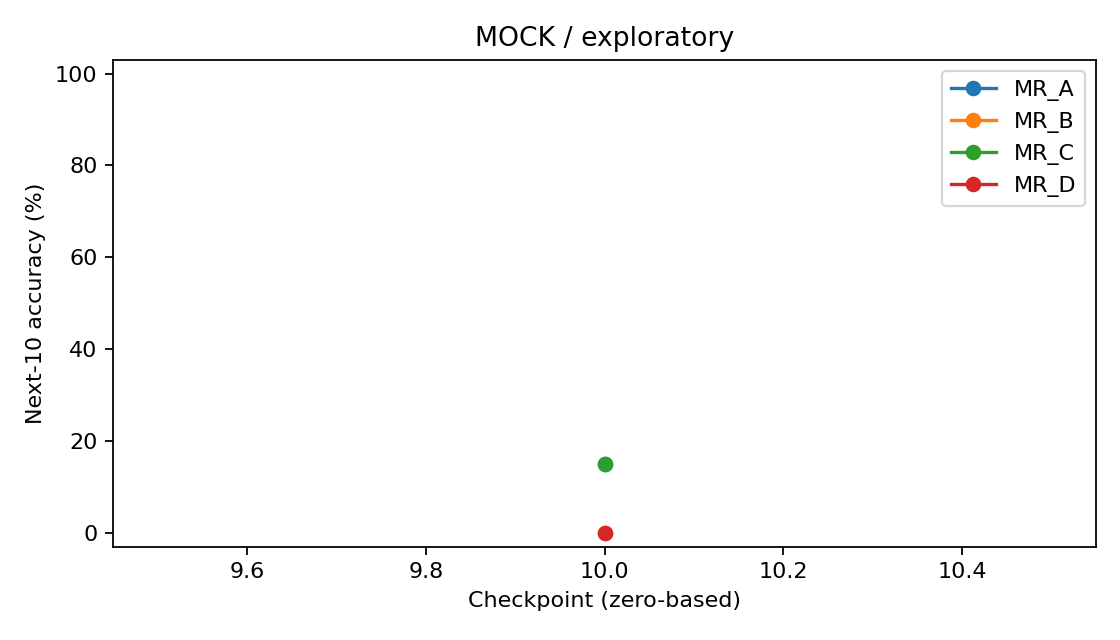 MOCK / exploratory
100
80
60
40
20
0
Next-10 accuracy (%)
MR_A
MR_B
MR_C
MR_D
9.6 9.8 10.0 10.2 10.4
Checkpoint (zero-based)